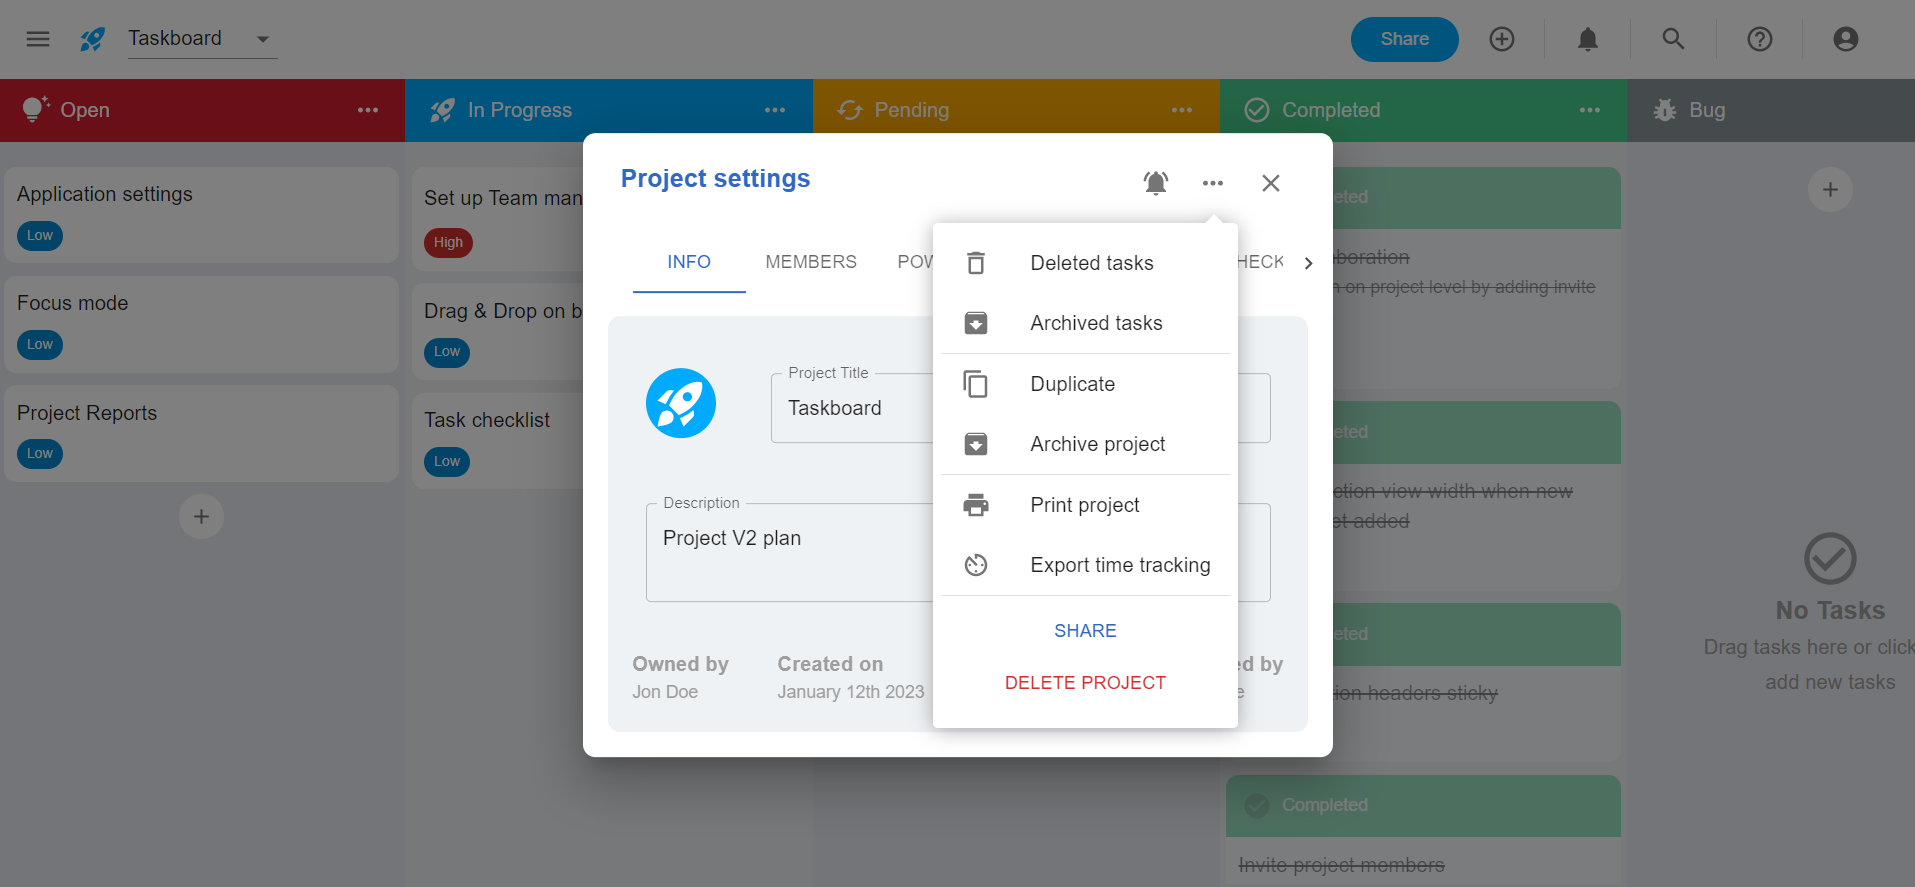 Taskboard
Share
Open
In Progress
Pending
Completed
Bug
Application settings
Low
Focus mode
Low
Project Reports
Low
Set up Team man
High
Drag & Drop on b
Low
Task checklist
Low
Project settings
INFO
MEMBERS
POW
HECK
Project Title
Taskboard
Description
Project V2 plan
Owned by
Jon Doe
Created on
January 12th 2023
ed by
e
Deleted tasks
Archived tasks
Duplicate
Archive project
Print project
Export time tracking
SHARE
DELETE PROJECT
eted
boration
n on project level by adding invite
eted
ction view width when new
et added
eted
ion headers sticky
Completed
Invite project members
No Tasks
Drag tasks here or click
add new tasks